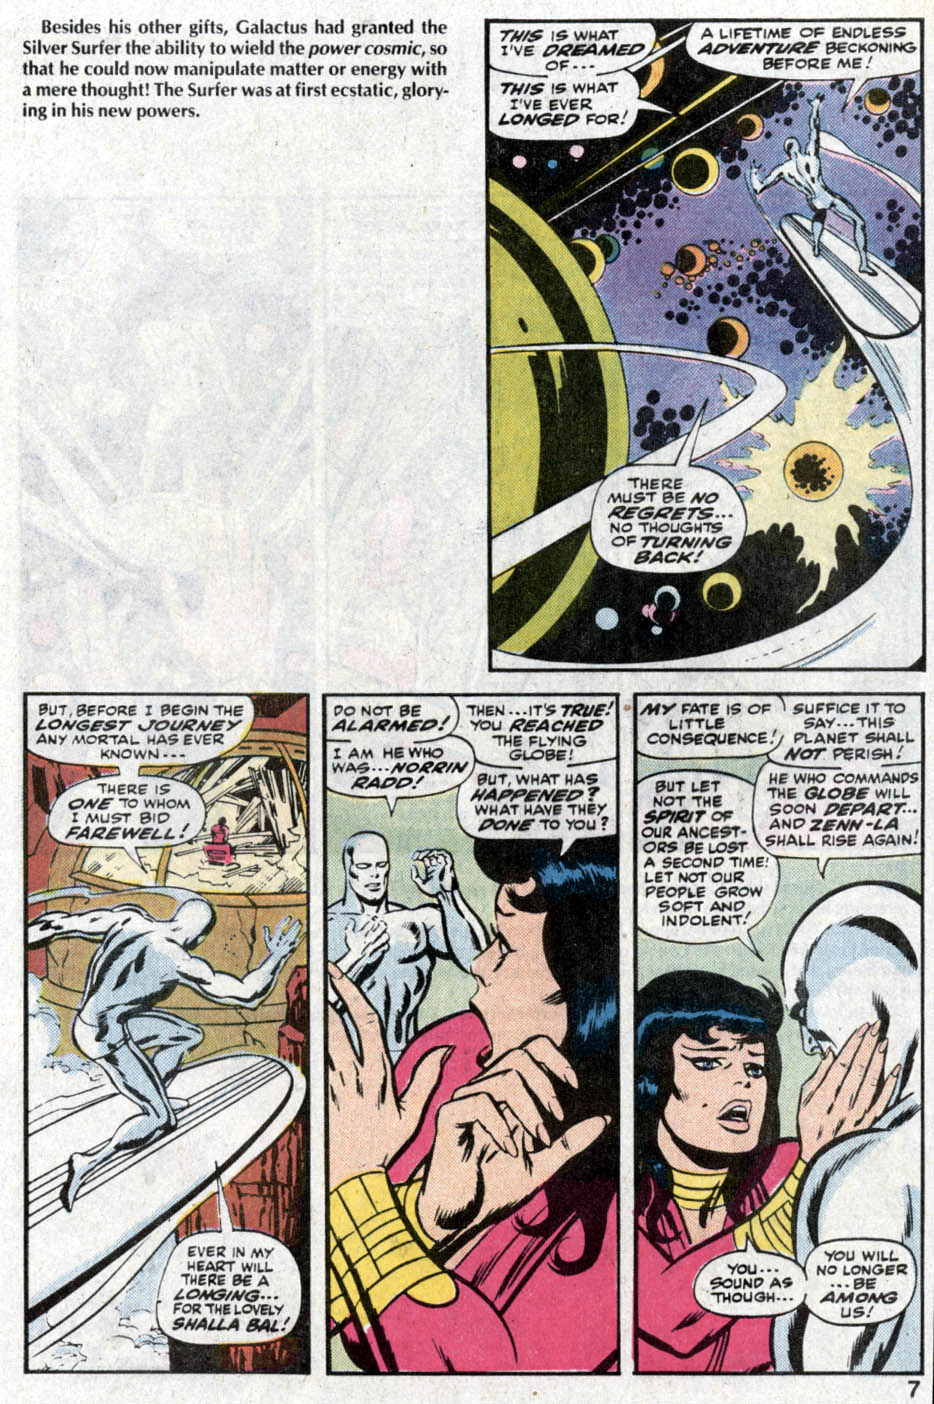 Besides his other gifts, Galactus had granted the
Silver Surfer the ability to wield the power cosmic, so
that he could now manipulate matter or energy with
a mere thought! The Surfer was at first ecstatic, glory-
ing in his new powers.
THIS IS WHAT
I'VE DREAMED
OF---
THIS IS WHAT
I'VE EVER
LONGED FOR!
A LIFETIME OF ENDLESS
ADVENTURE BECKONING
BEFORE ME!
THERE
MUST BE NO
REGRETS...
NO THOUGHTS
OF TURNING
BACK!
BUT, BEFORE I BEGIN THE
LONGEST JOURNEY
ANY MORTAL HAS EVER
KNOWN---
THERE IS
ONE TO WHOM
I MUST BID
FAREWELL!
EVER IN MY
HEART WILL
THERE BE A
LONGING...
FOR THE LOVELY
SHALLA BAL!
DO NOT BE
ALARMED!
I AM HE WHO
WAS...NORRIN
RADD!
THEN...IT'S TRUE!
YOU REACHED
THE FLYING
GLOBE!
BUT, WHAT HAS
HAPPENED?
WHAT HAVE THEY
DONE TO YOU?
MY FATE IS OF
LITTLE
CONSEQUENCE!
SUFFICE IT TO
SAY...THIS
PLANET SHALL
NOT PERISH!
HE WHO COMMANDS
THE GLOBE WILL
SOON DEPART...
AND ZENN-LA
SHALL RISE AGAIN!
BUT LET
NOT THE
SPIRIT OF
OUR ANCEST-
ORS BE LOST
A SECOND TIME!
LET NOT OUR
PEOPLE GROW
SOFT AND
INDOLENT!
YOU---
SOUND AS
THOUGH---
YOU WILL
NO LONGER
...BE
AMONG
US!
7